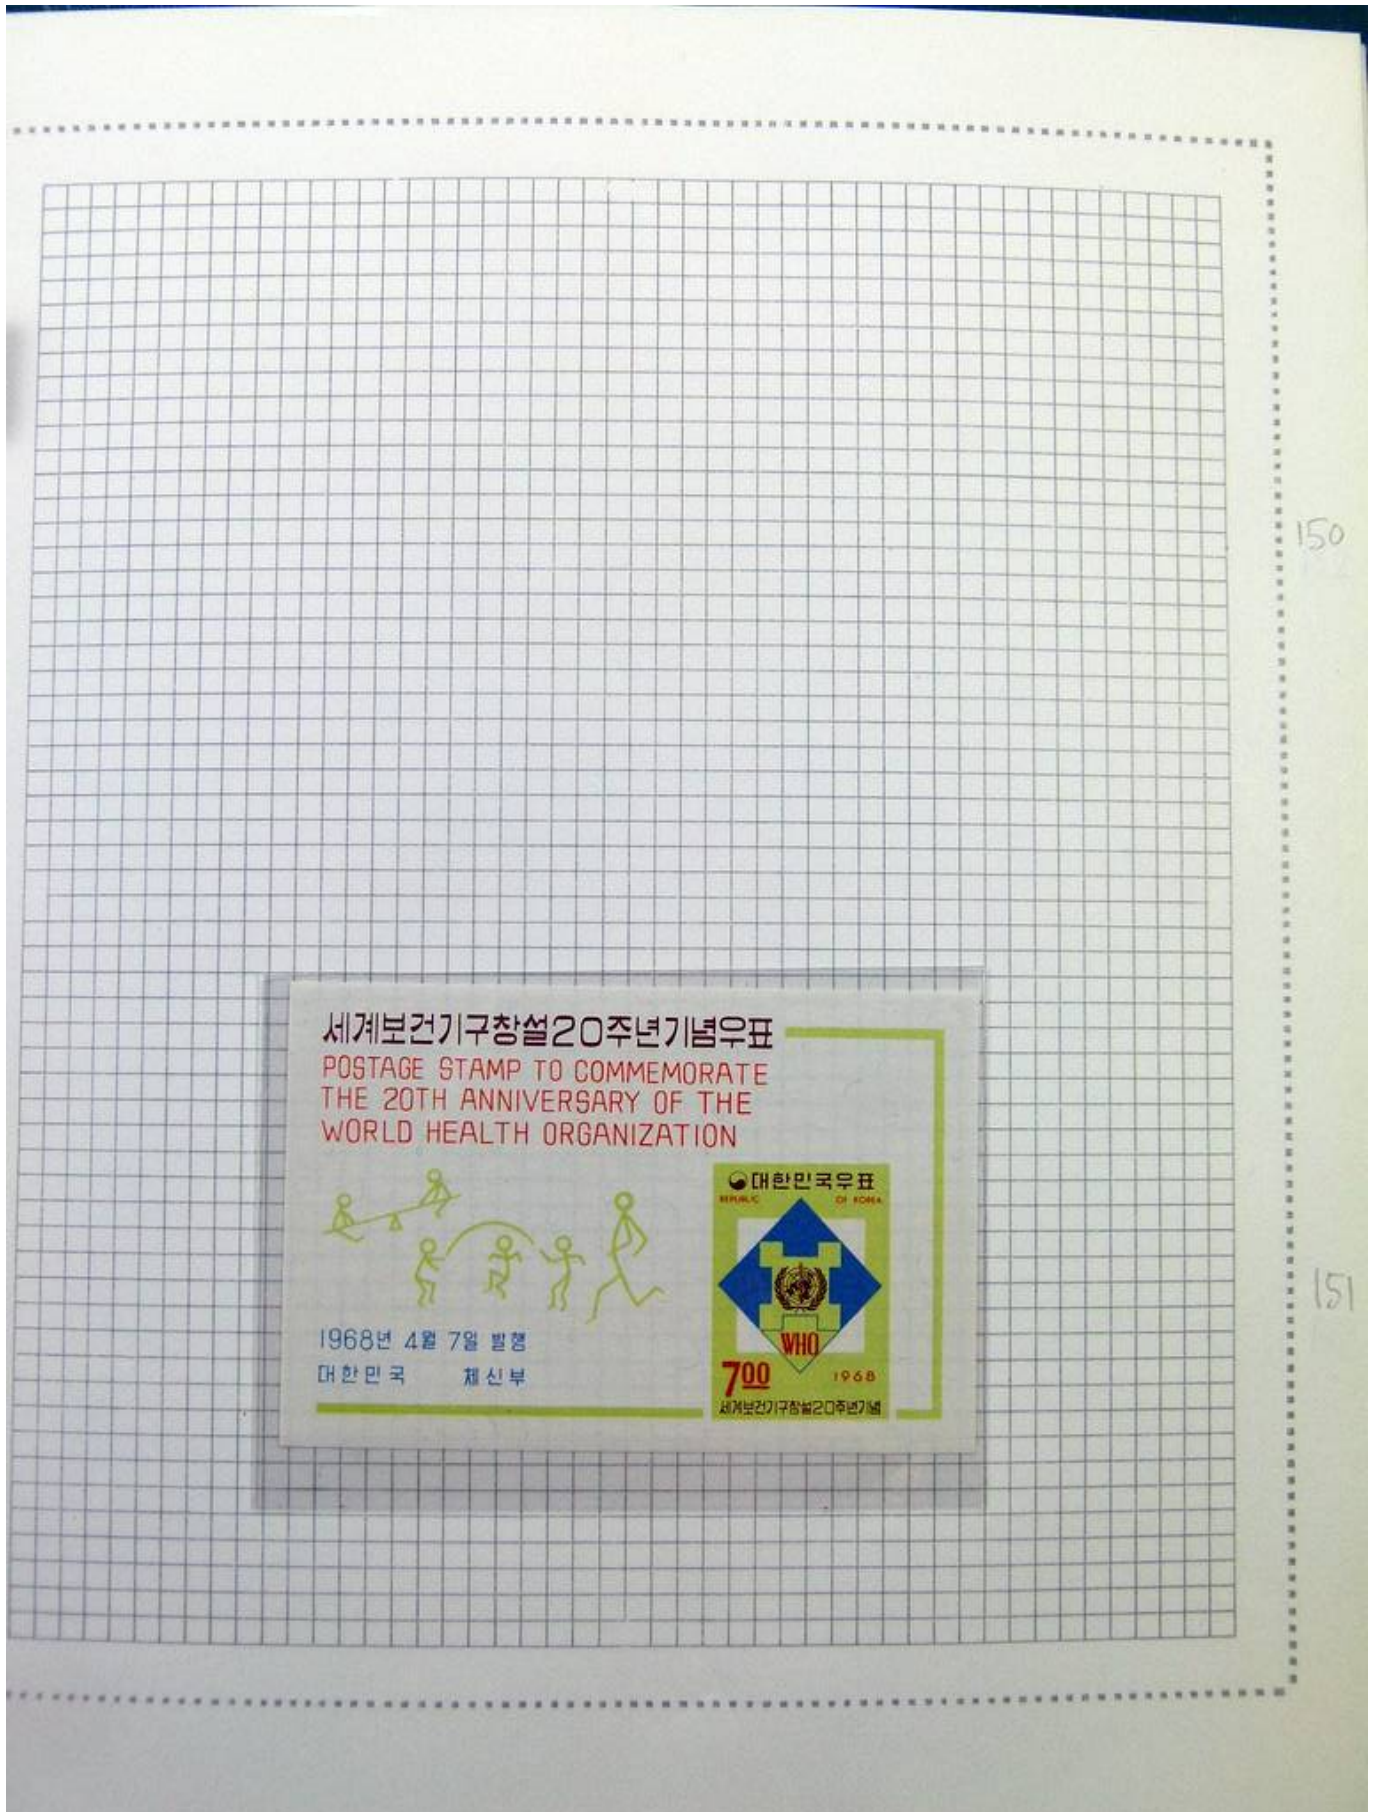 150
세계보건기구창설20주년기념우표
POSTAGE STAMP TO COMMEMORATE
THE 20TH ANNIVERSARY OF THE
WORLD HEALTH ORGANIZATION
대한민국우표
REPUBLIC OF KOREA
WHO
700 1968
세계보건기구창설20주년기념
1968년 4월 7일 발행
대한민국 체신부
151